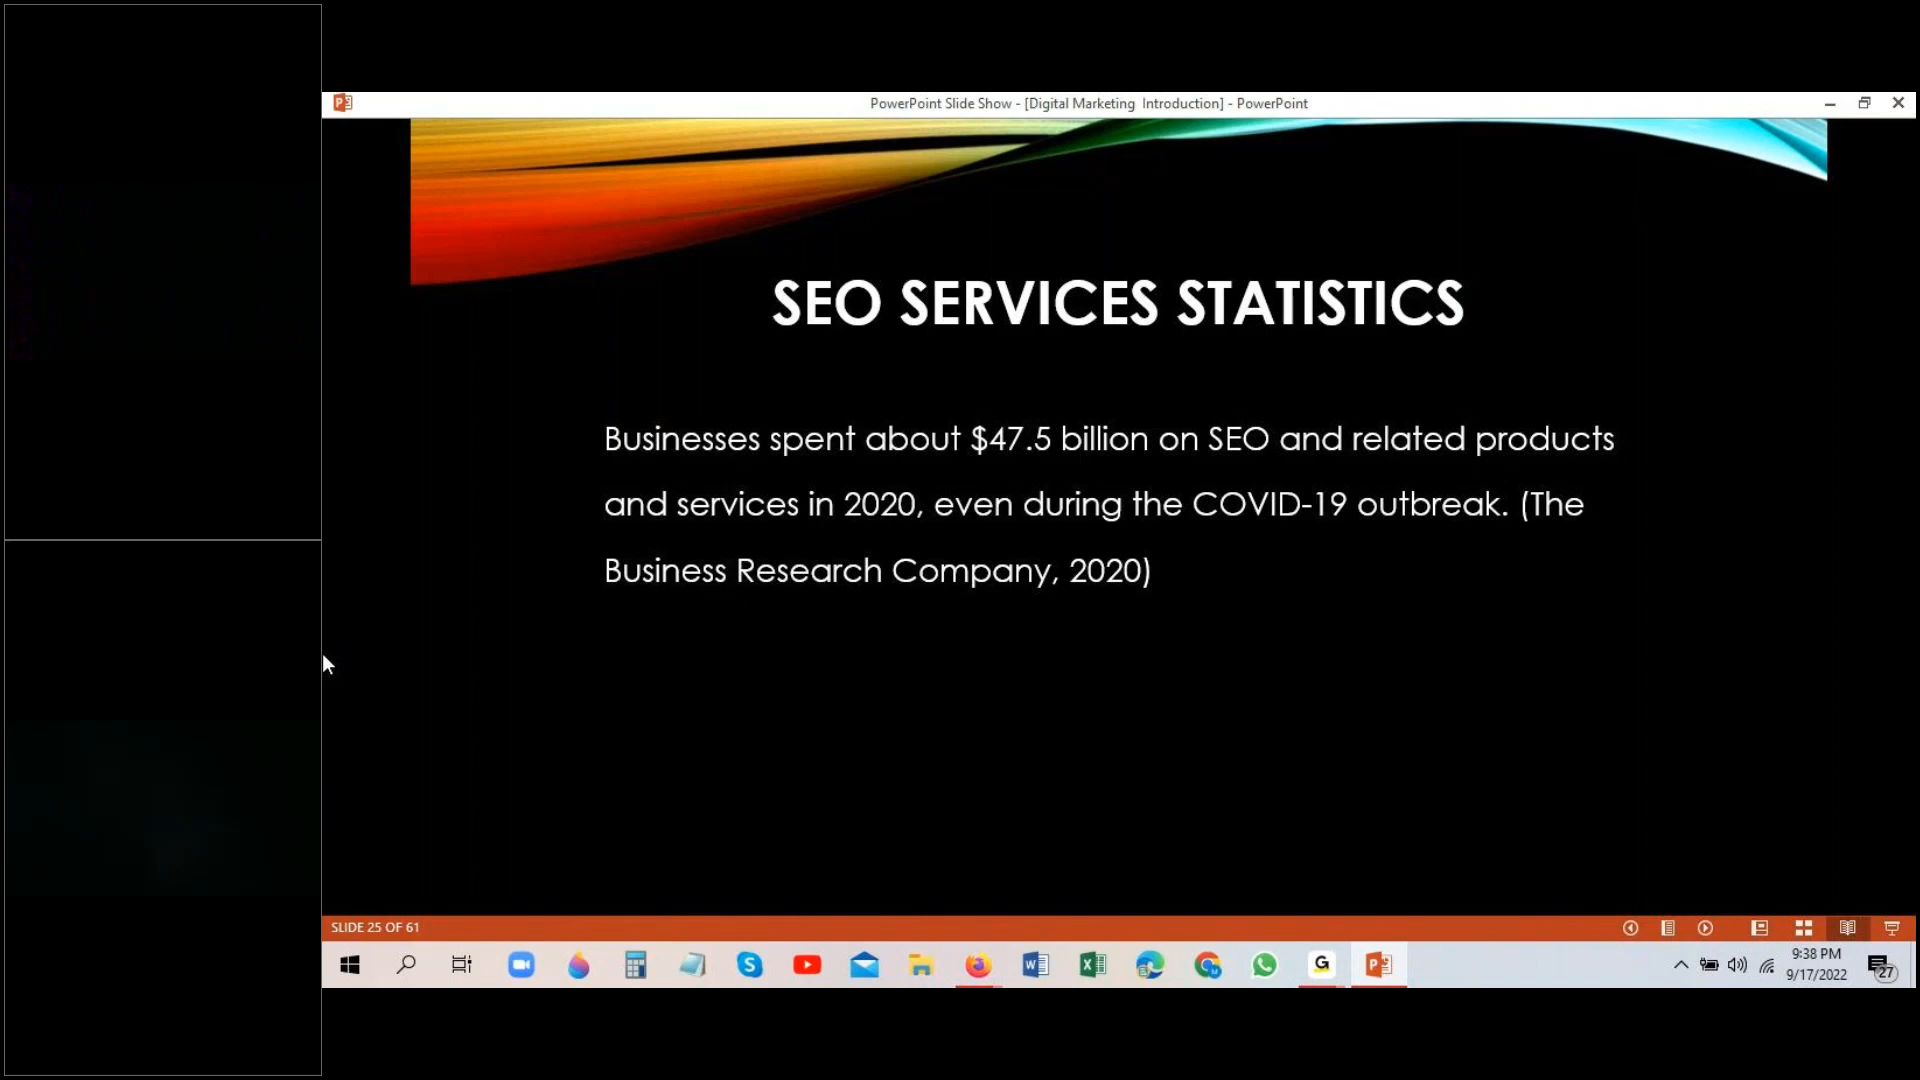 PowerPoint Slide Show - [Digital Marketing  Introduction] - PowerPoint
SEO SERVICES STATISTICS
Businesses spent about $47.5 billion on SEO and related products
and services in 2020, even during the COVID-19 outbreak. (The
Business Research Company, 2020)
SLIDE 25 OF 61
9:38 PM
9/17/2022
27